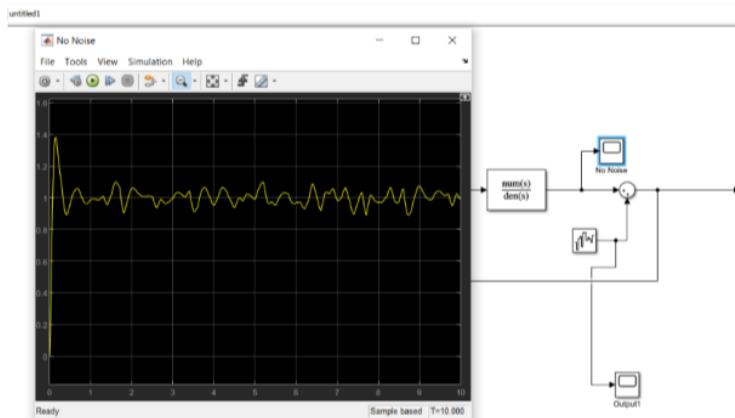 untitled1
No Noise
File Tools View Simulation Help
1.6
1.4
1.2
1
0.8
0.6
0.4
0.2
0
0 1 2 3 4 5 6 7 8 9 10
Ready
Sample based T=10.000
num(s)
den(s)
No Noise
Output1